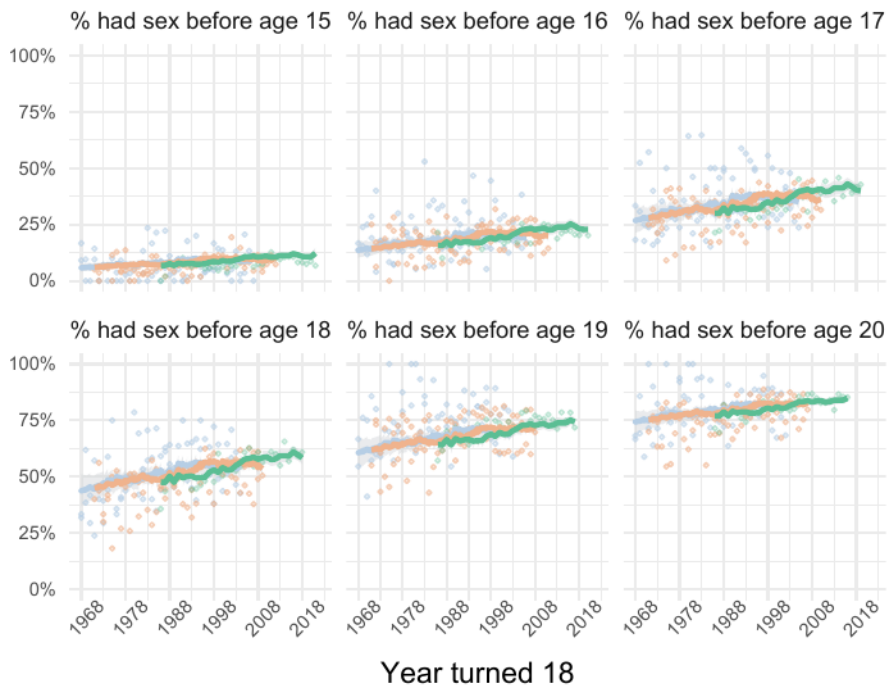 % had sex before age 15 % had sex before age 16 % had sex before age 17
100%
75%
50%
25%
0%
% had sex before age 18 % had sex before age 19 % had sex before age 20
100%
75%
50%
25%
0%
1968 1978 1988 1998 2008 2018 1968 1978 1988 1998 2008 2018 1968 1978 1988 1998 2008 2018
Year turned 18